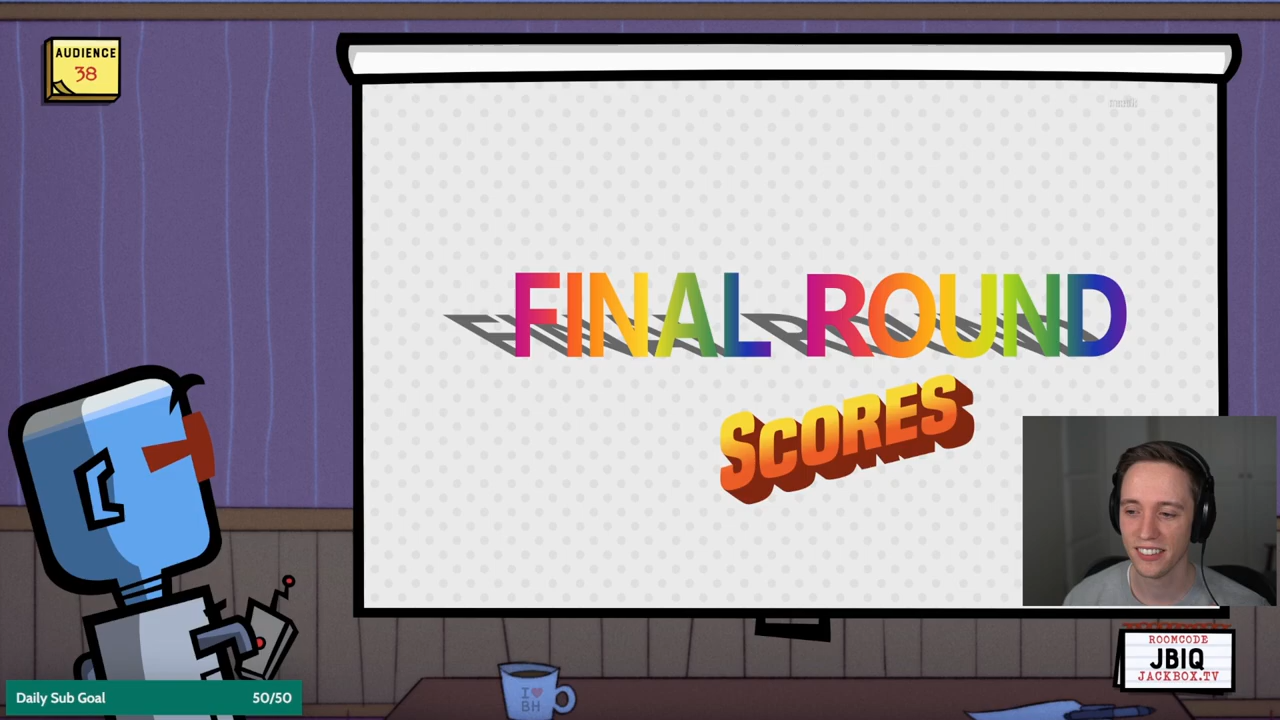 AUDIENCE
38
FINAL ROUND
SCORES
ROOMCODE
JBIQ
JACKBOX.TV
I ♥
BH
Daily Sub Goal 50/50